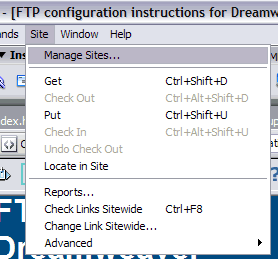 - [FTP configuration instructions for Dreamw
ands Site Window Help
Ins
Manage Sites...
Get Ctrl+Shift+D
Check Out Ctrl+Alt+Shift+D
Put Ctrl+Shift+U
Check In Ctrl+Alt+Shift+U
Undo Check Out
Locate in Site
Reports...
Check Links Sitewide Ctrl+F8
Change Link Sitewide...
Advanced
dex.h
FT
Dreamweaver